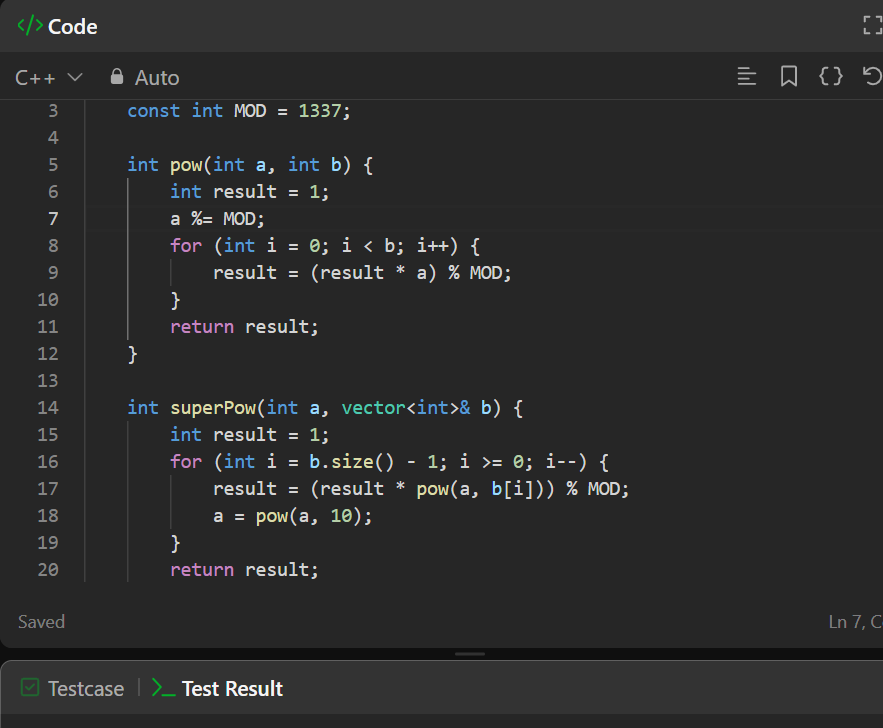 </> Code
C++ Auto
3 const int MOD = 1337;
4
5 int pow(int a, int b) {
6 int result = 1;
7 a %= MOD;
8 for (int i = 0; i < b; i++) {
9 result = (result * a) % MOD;
10 }
11 return result;
12 }
13
14 int superPow(int a, vector<int>& b) {
15 int result = 1;
16 for (int i = b.size() - 1; i >= 0; i--) {
17 result = (result * pow(a, b[i])) % MOD;
18 a = pow(a, 10);
19 }
20 return result;
Saved Ln 7, C
Testcase >_ Test Result